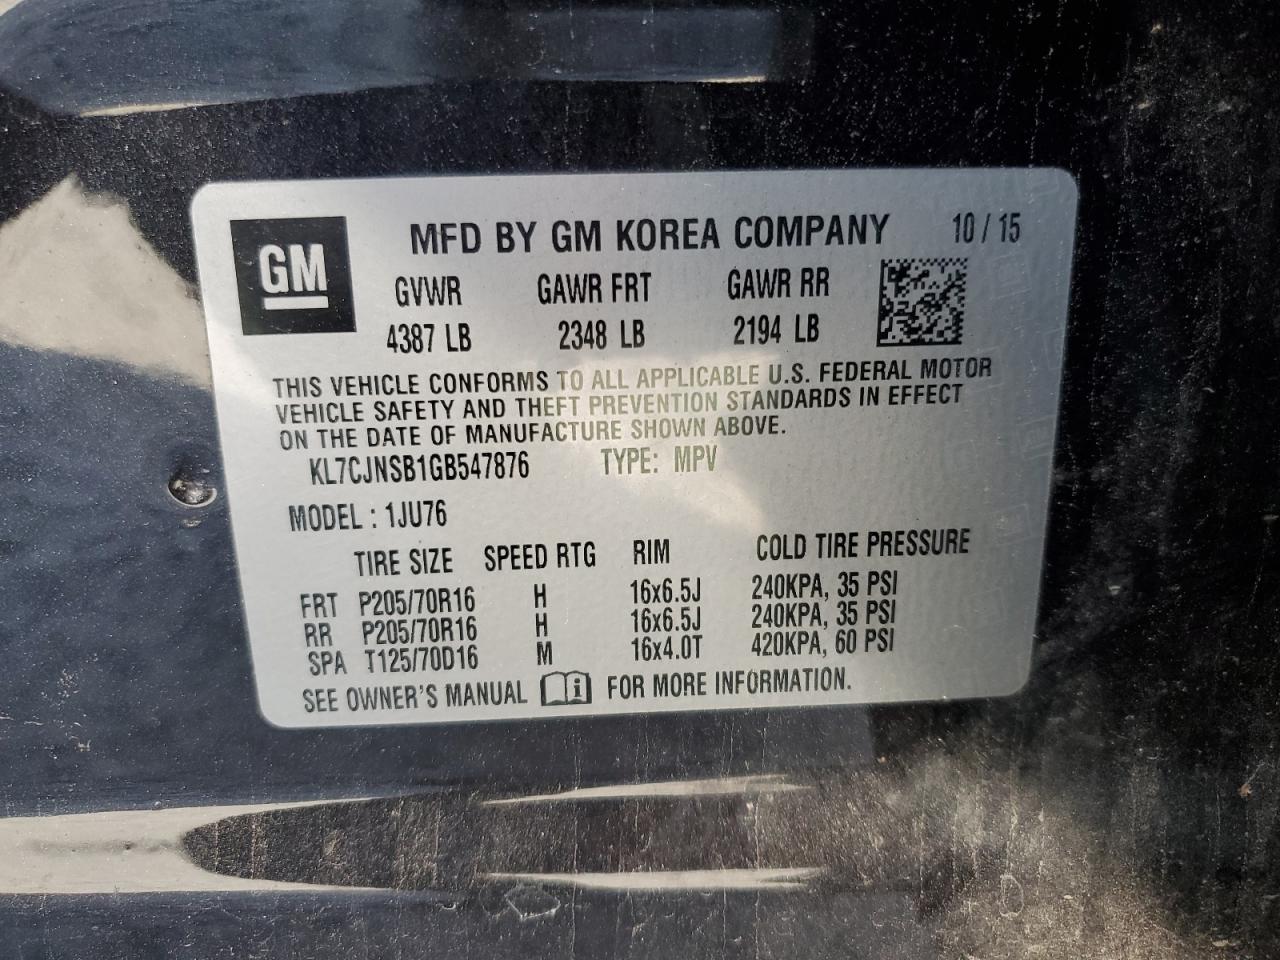 GM
MFD BY GM KOREA COMPANY 10 / 15
GVWR GAWR FRT GAWR RR
4387 LB 2348 LB 2194 LB
THIS VEHICLE CONFORMS TO ALL APPLICABLE U.S. FEDERAL MOTOR
VEHICLE SAFETY AND THEFT PREVENTION STANDARDS IN EFFECT
ON THE DATE OF MANUFACTURE SHOWN ABOVE.
KL7CJNSB1GB547876 TYPE: MPV
MODEL : 1JU76
TIRE SIZE SPEED RTG RIM COLD TIRE PRESSURE
FRT P205/70R16 H 16x6.5J 240KPA, 35 PSI
RR P205/70R16 H 16x6.5J 240KPA, 35 PSI
SPA T125/70D16 M 16x4.0T 420KPA, 60 PSI
SEE OWNER'S MANUAL FOR MORE INFORMATION.